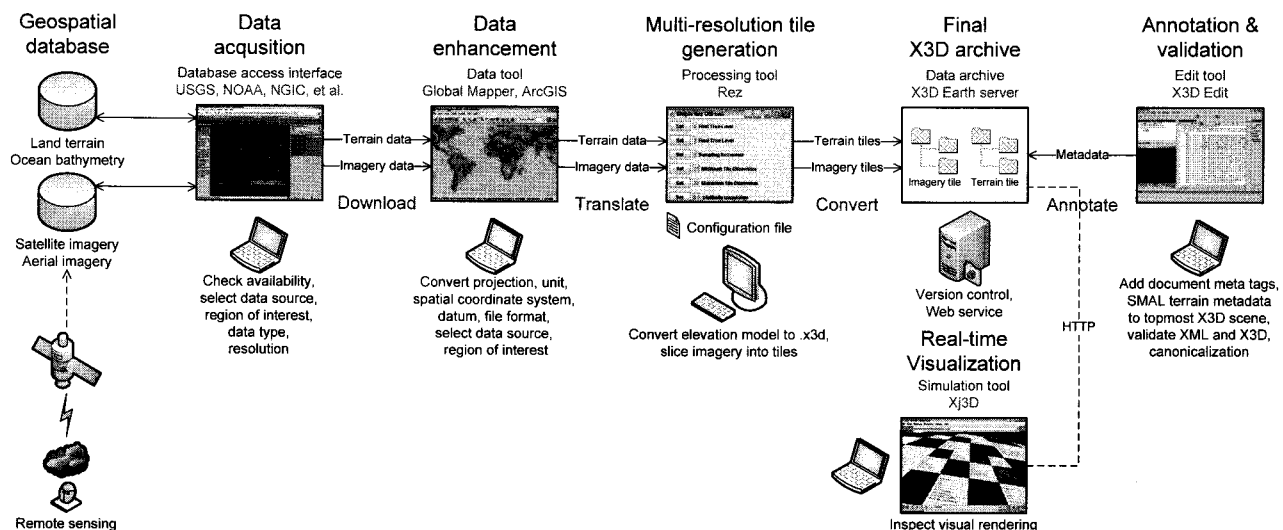 Geospatial
database
Land terrain
Ocean bathymetry
Satellite imagery
Aerial imagery
Remote sensing
Data
acqusition
Database access interface
USGS, NOAA, NGIC, et al.
Terrain data
Imagery data
Download
Check availability,
select data source,
region of interest,
data type,
resolution
Data
enhancement
Data tool
Global Mapper, ArcGIS
Terrain data
Imagery data
Translate
Convert projection, unit,
spatial coordinate system,
datum, file format,
select data source,
region of interest
Multi-resolution tile
generation
Processing tool
Rez
Terrain tiles
Imagery tiles
Convert
Configuration file
Convert elevation model to .x3d,
slice imagery into tiles
Final
X3D archive
Data archive
X3D Earth server
Imagery tile
Terrain tile
Metadata
Annotate
Version control,
Web service
HTTP
Real-time
Visualization
Simulation tool
Xj3D
Inspect visual rendering
Annotation &
validation
Edit tool
X3D Edit
Add document meta tags,
SMAL terrain metadata
to topmost X3D scene,
validate XML and X3D,
canonicalization